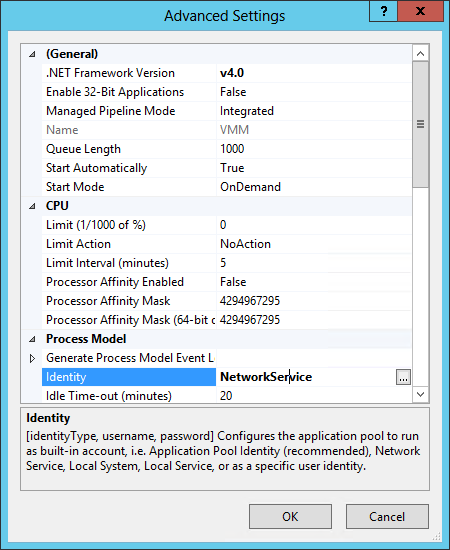 Advanced Settings
?
(General)
.NET Framework Version v4.0
Enable 32-Bit Applications False
Managed Pipeline Mode Integrated
Name VMM
Queue Length 1000
Start Automatically True
Start Mode OnDemand
CPU
Limit (1/1000 of %) 0
Limit Action NoAction
Limit Interval (minutes) 5
Processor Affinity Enabled False
Processor Affinity Mask 4294967295
Processor Affinity Mask (64-bit o 4294967295
Process Model
Generate Process Model Event L
Identity NetworkService ...
Idle Time-out (minutes) 20
Identity
[identityType, username, password] Configures the application pool to run
as built-in account, i.e. Application Pool Identity (recommended), Network
Service, Local System, Local Service, or as a specific user identity.
OK Cancel